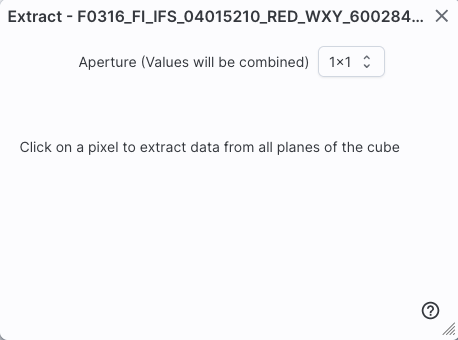 Extract - F0316_FI_IFS_04015210_RED_WXY_600284...
Aperture (Values will be combined) 1×1
Click on a pixel to extract data from all planes of the cube